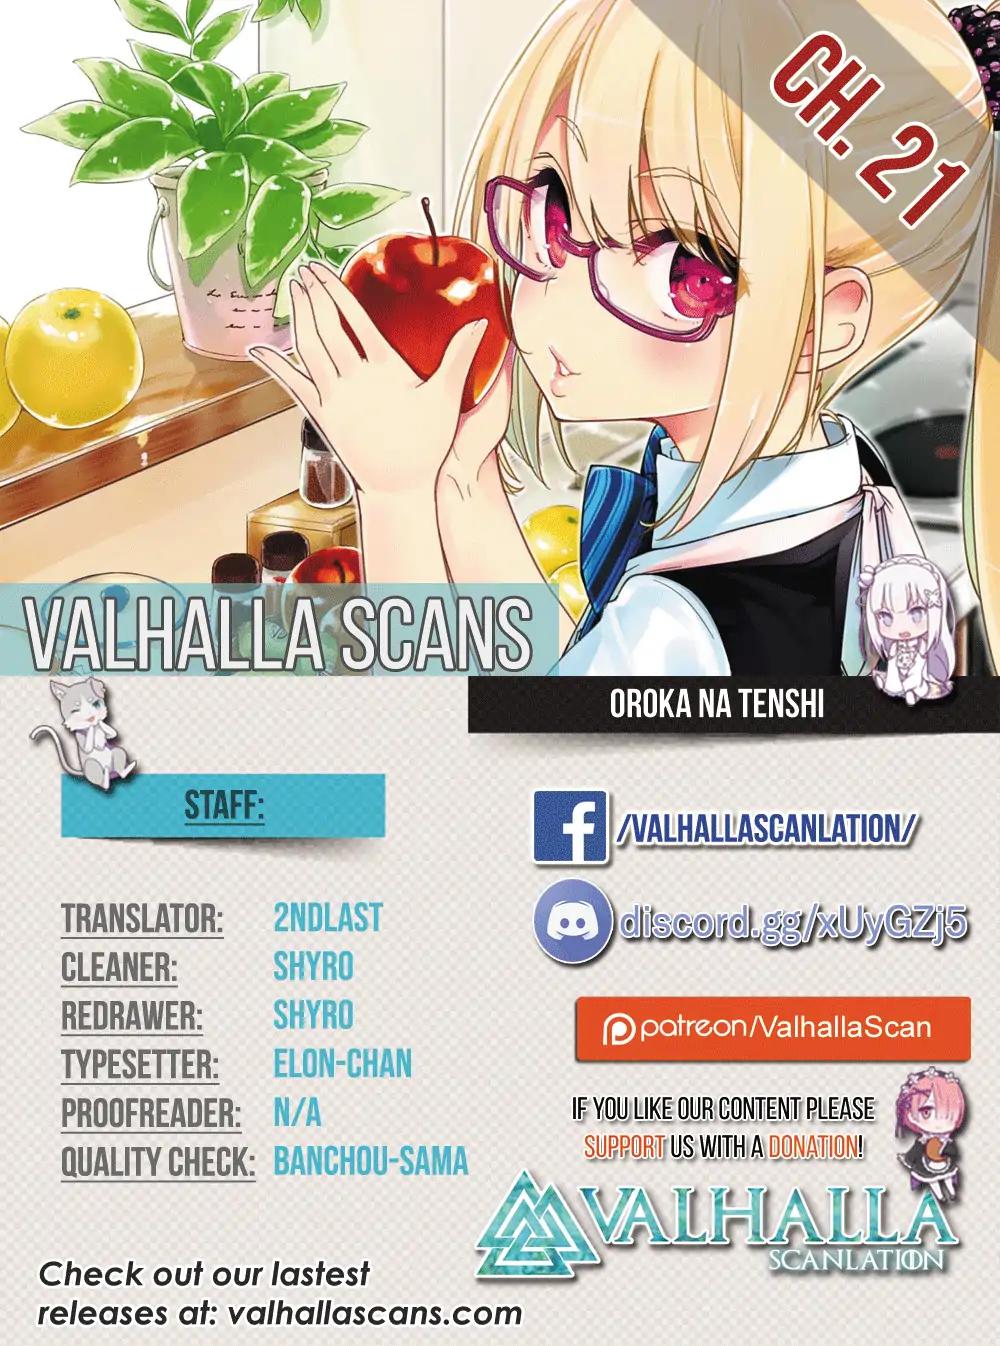 CH. 21
VALHALLA SCANS
OROKA NA TENSHI
STAFF:
TRANSLATOR: 2NDLAST
CLEANER: SHYRO
REDRAWER: SHYRO
TYPESETTER: ELON-CHAN
PROOFREADER: N/A
QUALITY CHECK: BANCHOU-SAMA
Check out our lastest
releases at: valhallascans.com
/VALHALLASCANLATION/
discord.gg/xUyGZj5
patreon/ValhallaScan
IF YOU LIKE OUR CONTENT PLEASE
SUPPORT US WITH A DONATION!
VALHALLA
SCANLATION